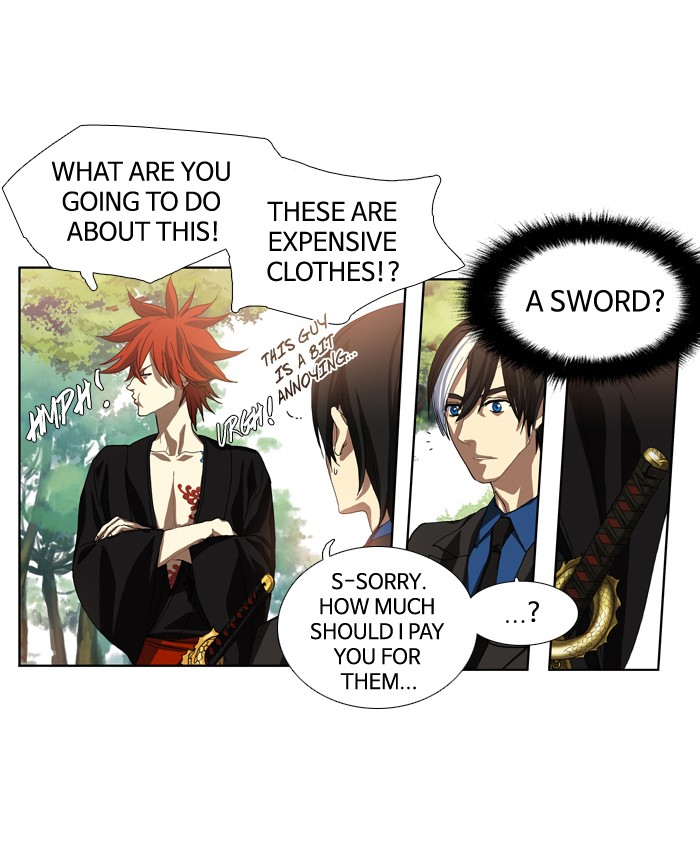 WHAT ARE YOU
GOING TO DO
ABOUT THIS!
THESE ARE
EXPENSIVE
CLOTHES!?
HMPH!
URGH!
THIS GUY
IS A BIT
ANNOYING...
S-SORRY.
HOW MUCH
SHOULD I PAY
YOU FOR
THEM...
...?
A SWORD?